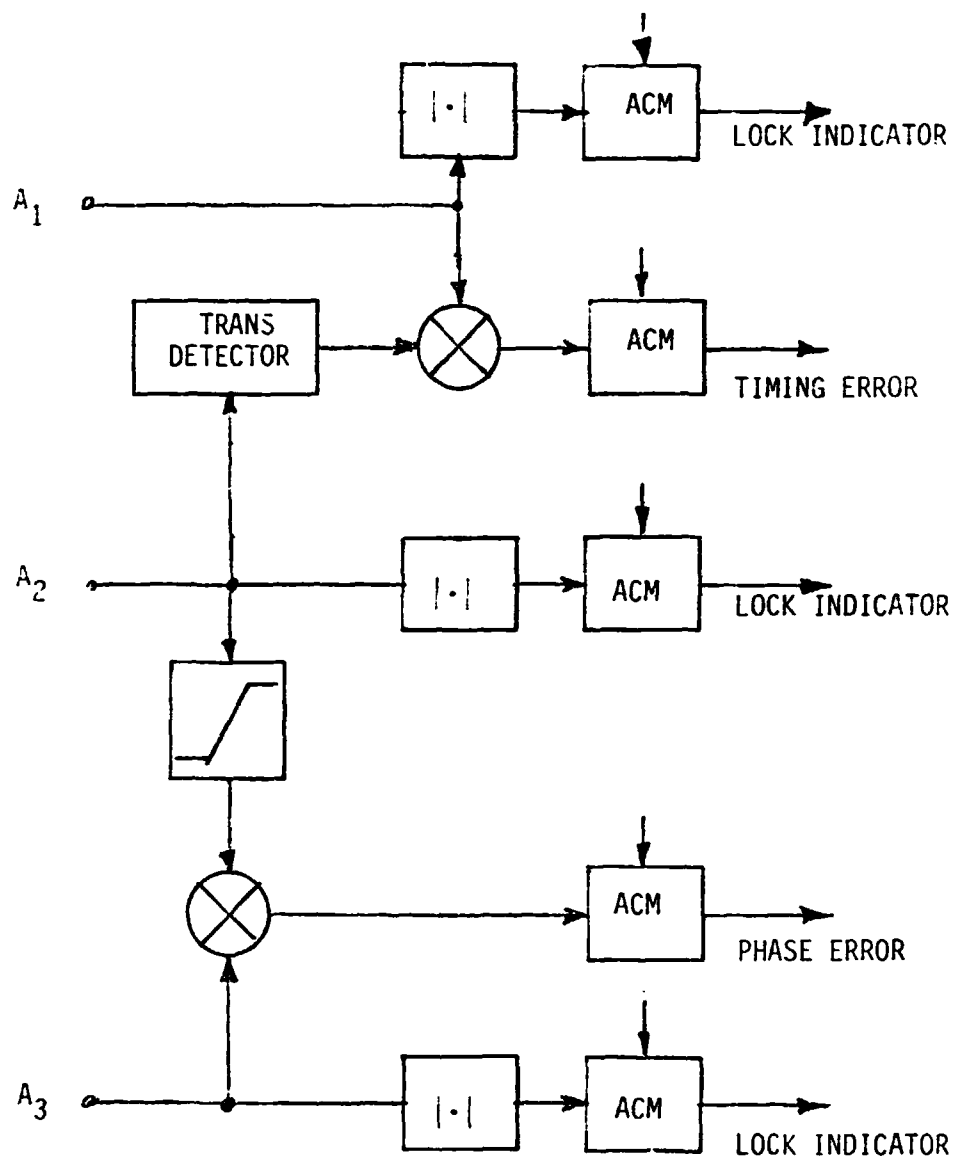 |·| ACM
LOCK INDICATOR
A1
TRANS
DETECTOR
ACM
TIMING ERROR
A2
|·| ACM
LOCK INDICATOR
ACM
PHASE ERROR
A3
|·| ACM
LOCK INDICATOR